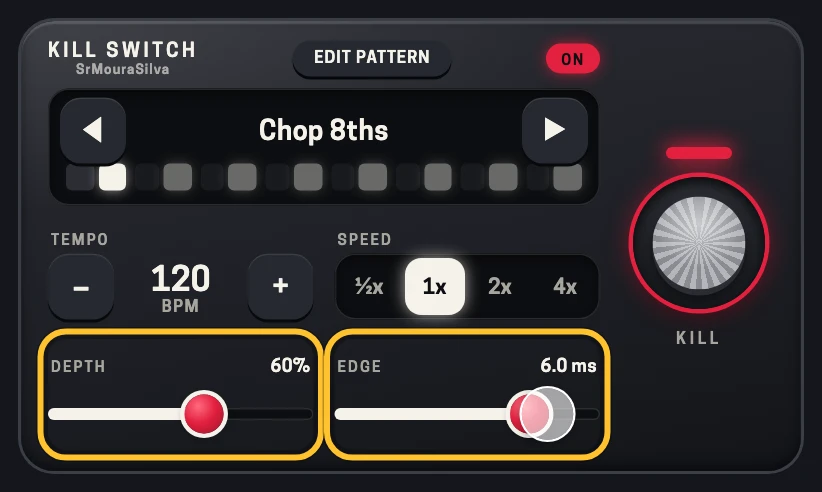 KILL SWITCH
SrMouraSilva
EDIT PATTERN
ON
Chop 8ths
TEMPO
SPEED
– 120 +
BPM
½x 1x 2x 4x
KILL
DEPTH 60%
EDGE 6.0 ms